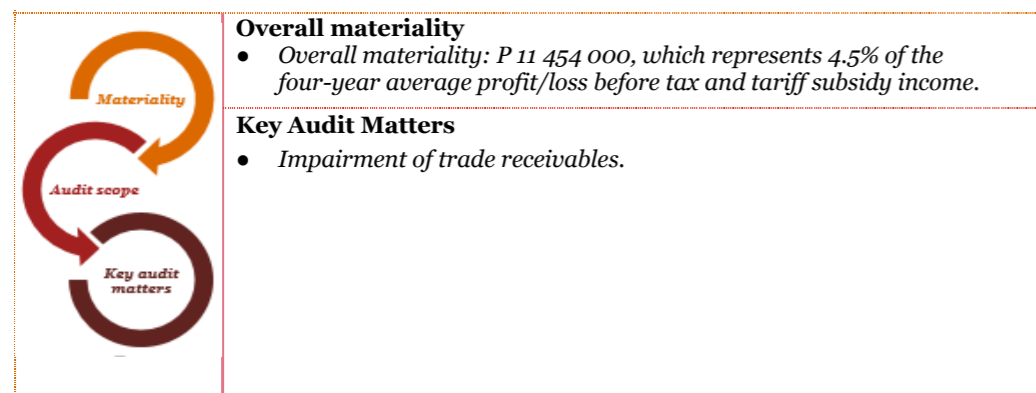 Materiality
Audit scope
Key audit
matters
Overall materiality
● Overall materiality: P 11 454 000, which represents 4.5% of the
four-year average profit/loss before tax and tariff subsidy income.
Key Audit Matters
● Impairment of trade receivables.